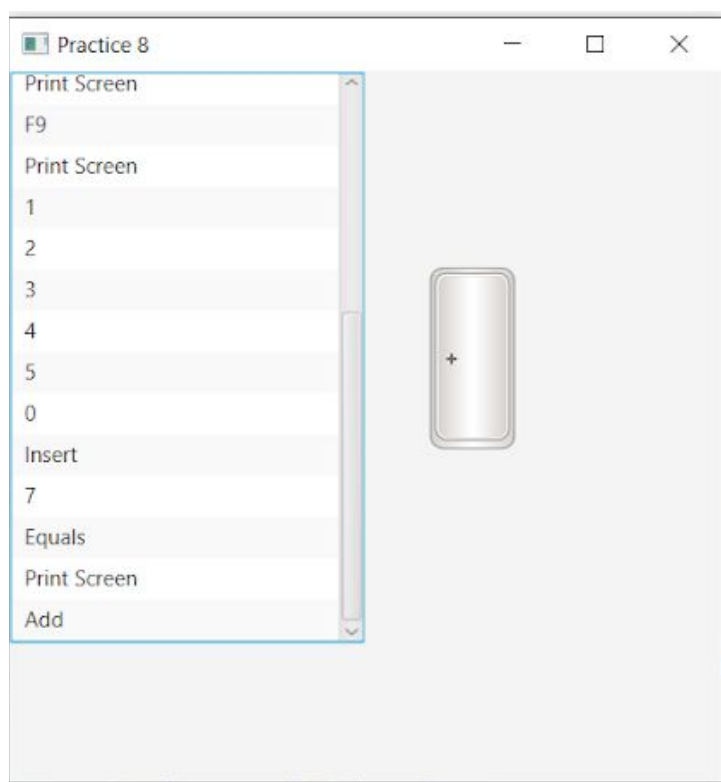 Practice 8
Print Screen
F9
Print Screen
1
2
3
4
5
0
Insert
7
Equals
Print Screen
Add
+